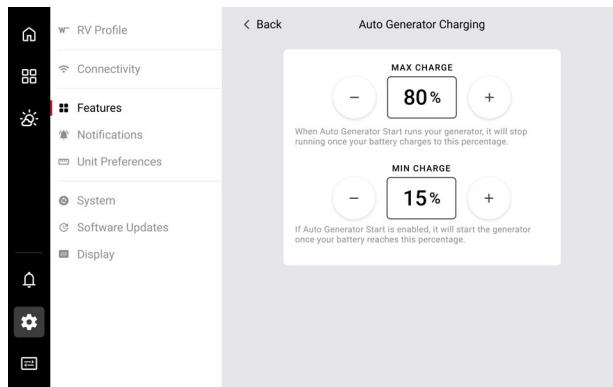 < Back
Auto Generator Charging
W RV Profile
Connectivity
Features
Notifications
Unit Preferences
System
Software Updates
Display
MAX CHARGE
− 80% +
When Auto Generator Start runs your generator, it will stop
running once your battery charges to this percentage.
MIN CHARGE
− 15% +
If Auto Generator Start is enabled, it will start the generator
once your battery reaches this percentage.